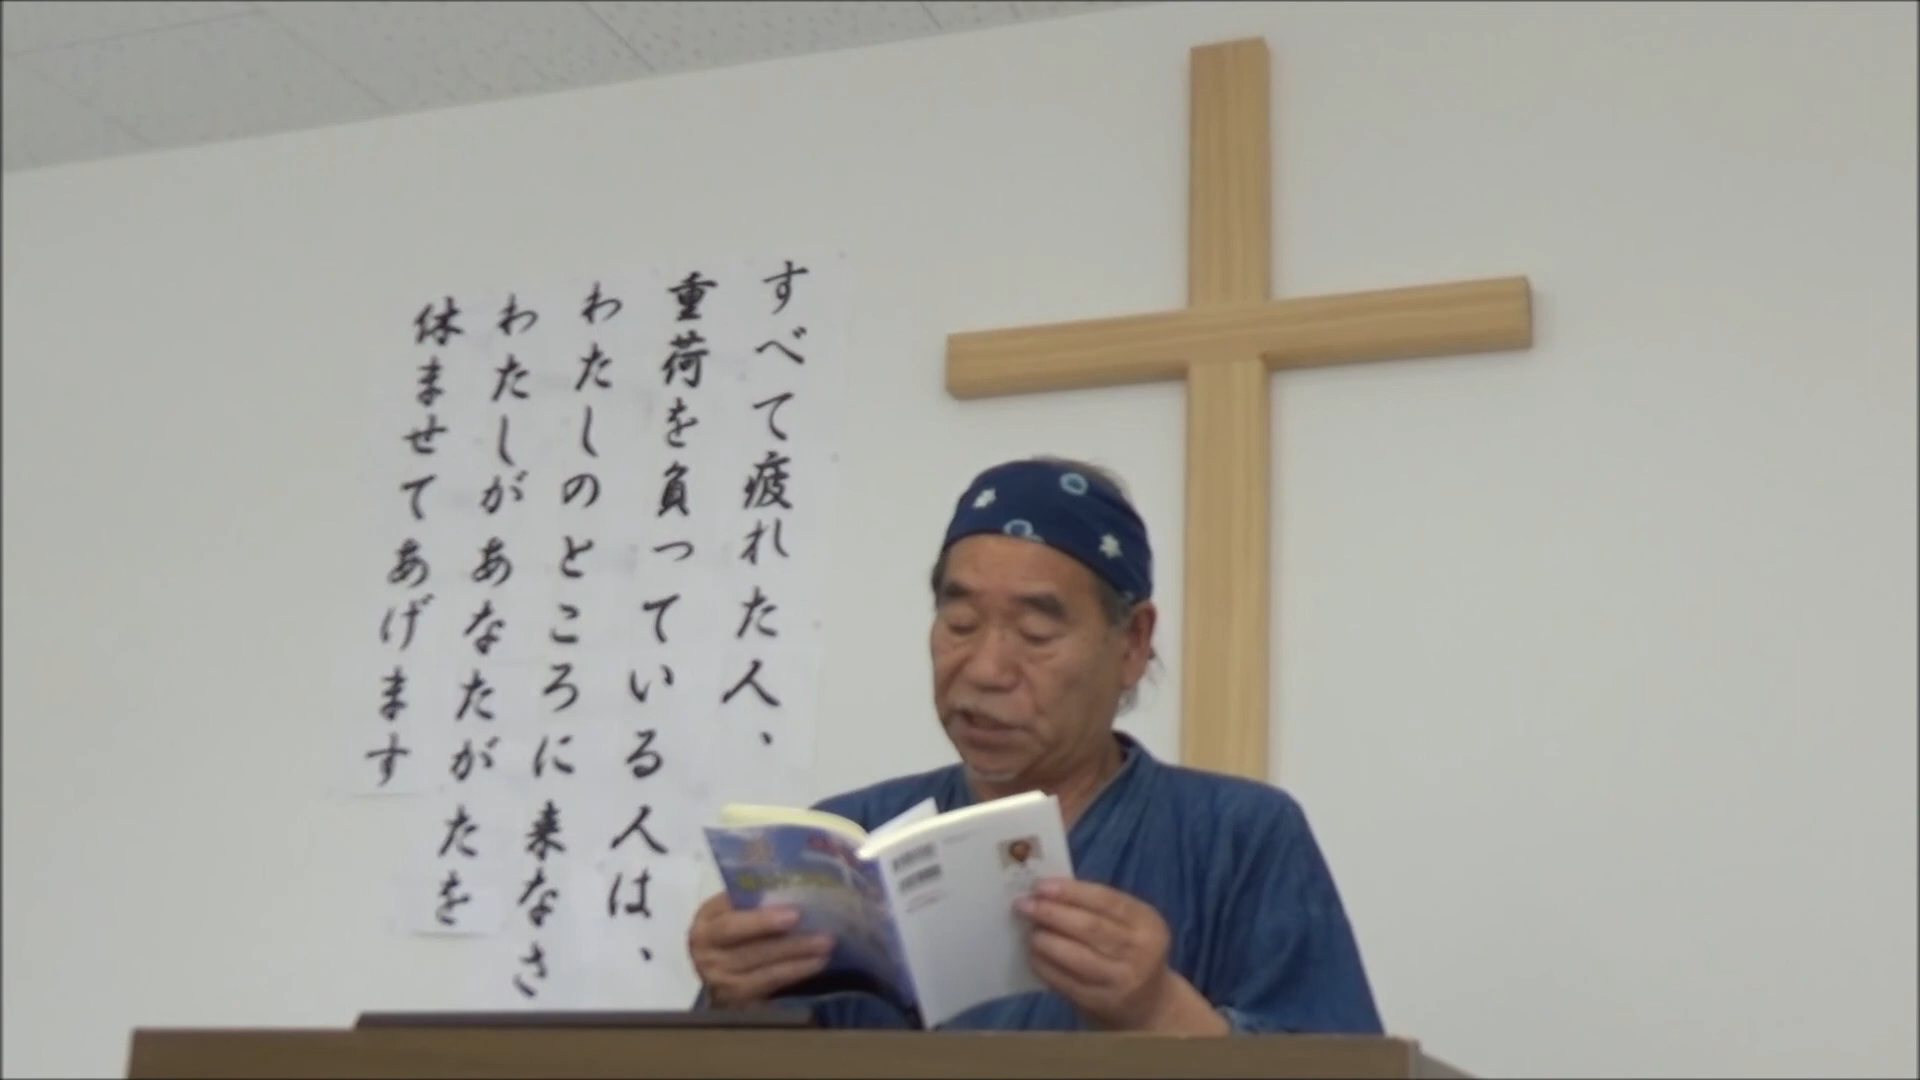 すべて疲れた人、
重荷を負っている人は、
わたしのところに来なさ
わたしがあなたがたを
休ませてあげます